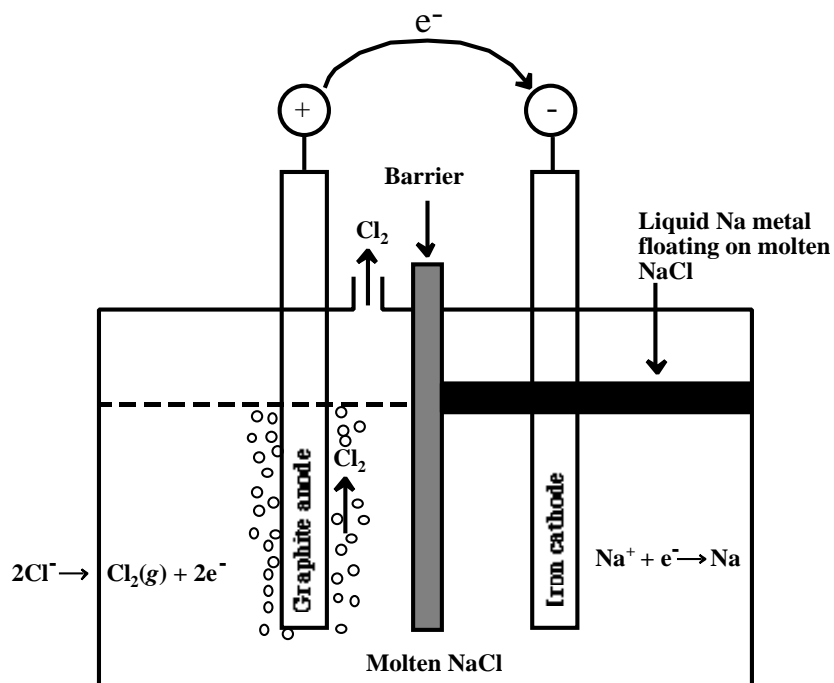 e⁻
+
-
Barrier
Cl₂
Liquid Na metal
floating on molten
NaCl
Cl₂
Graphite anode
Iron cathode
2Cl⁻ → Cl₂(g) + 2e⁻
Na⁺ + e⁻ → Na
Molten NaCl